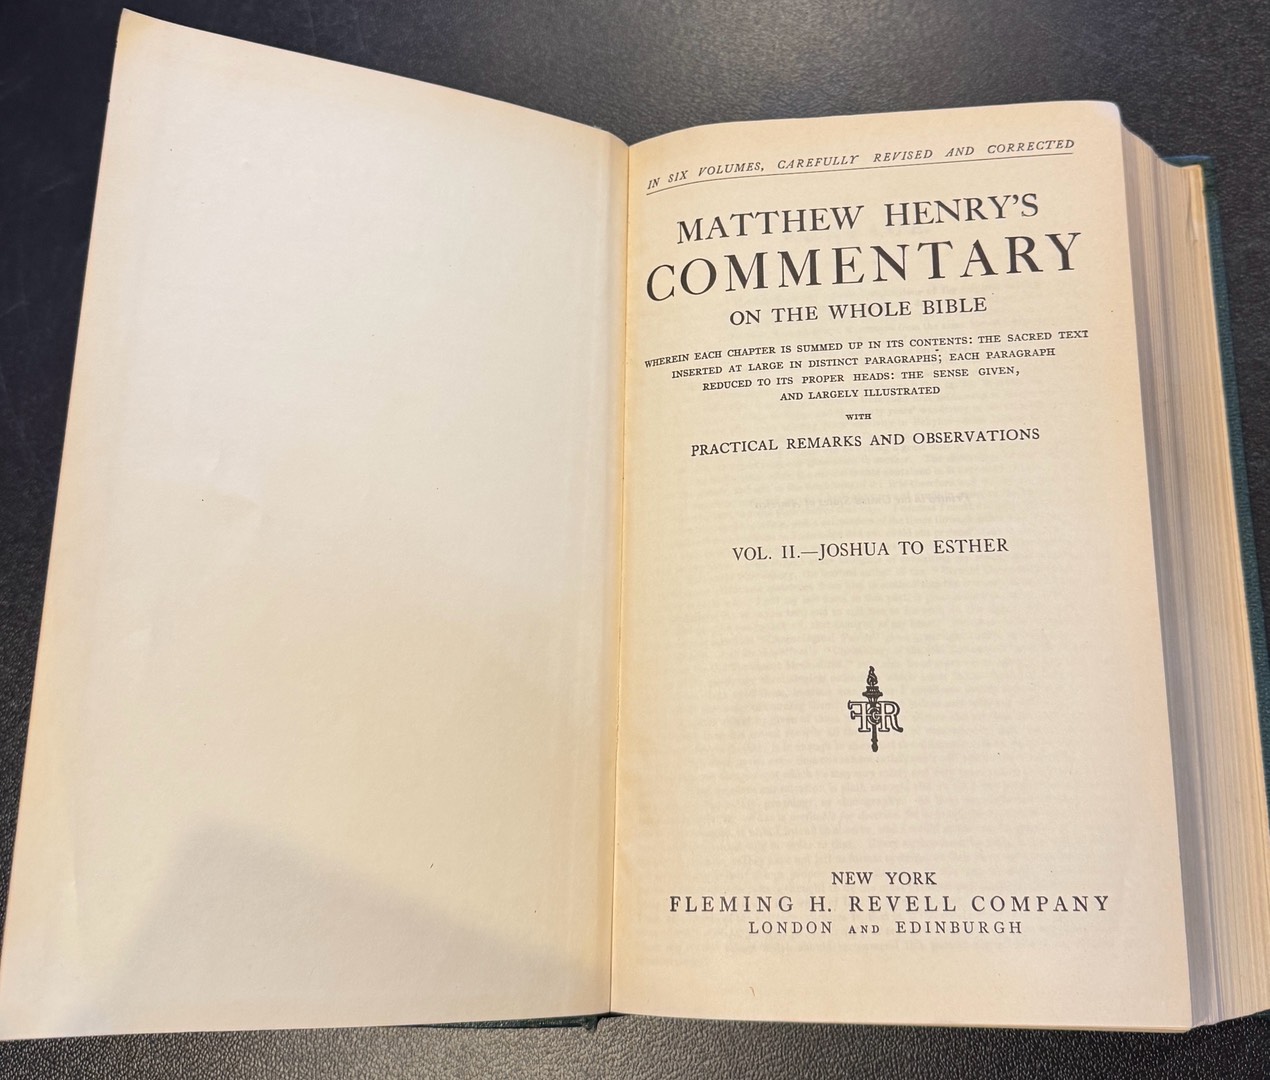 IN SIX VOLUMES, CAREFULLY REVISED AND CORRECTED
MATTHEW HENRY'S
COMMENTARY
ON THE WHOLE BIBLE
WHEREIN EACH CHAPTER IS SUMMED UP IN ITS CONTENTS: THE SACRED TEXT
INSERTED AT LARGE IN DISTINCT PARAGRAPHS; EACH PARAGRAPH
REDUCED TO ITS PROPER HEADS: THE SENSE GIVEN,
AND LARGELY ILLUSTRATED
WITH
PRACTICAL REMARKS AND OBSERVATIONS
VOL. II.—JOSHUA TO ESTHER
FHR
NEW YORK
FLEMING H. REVELL COMPANY
LONDON AND EDINBURGH